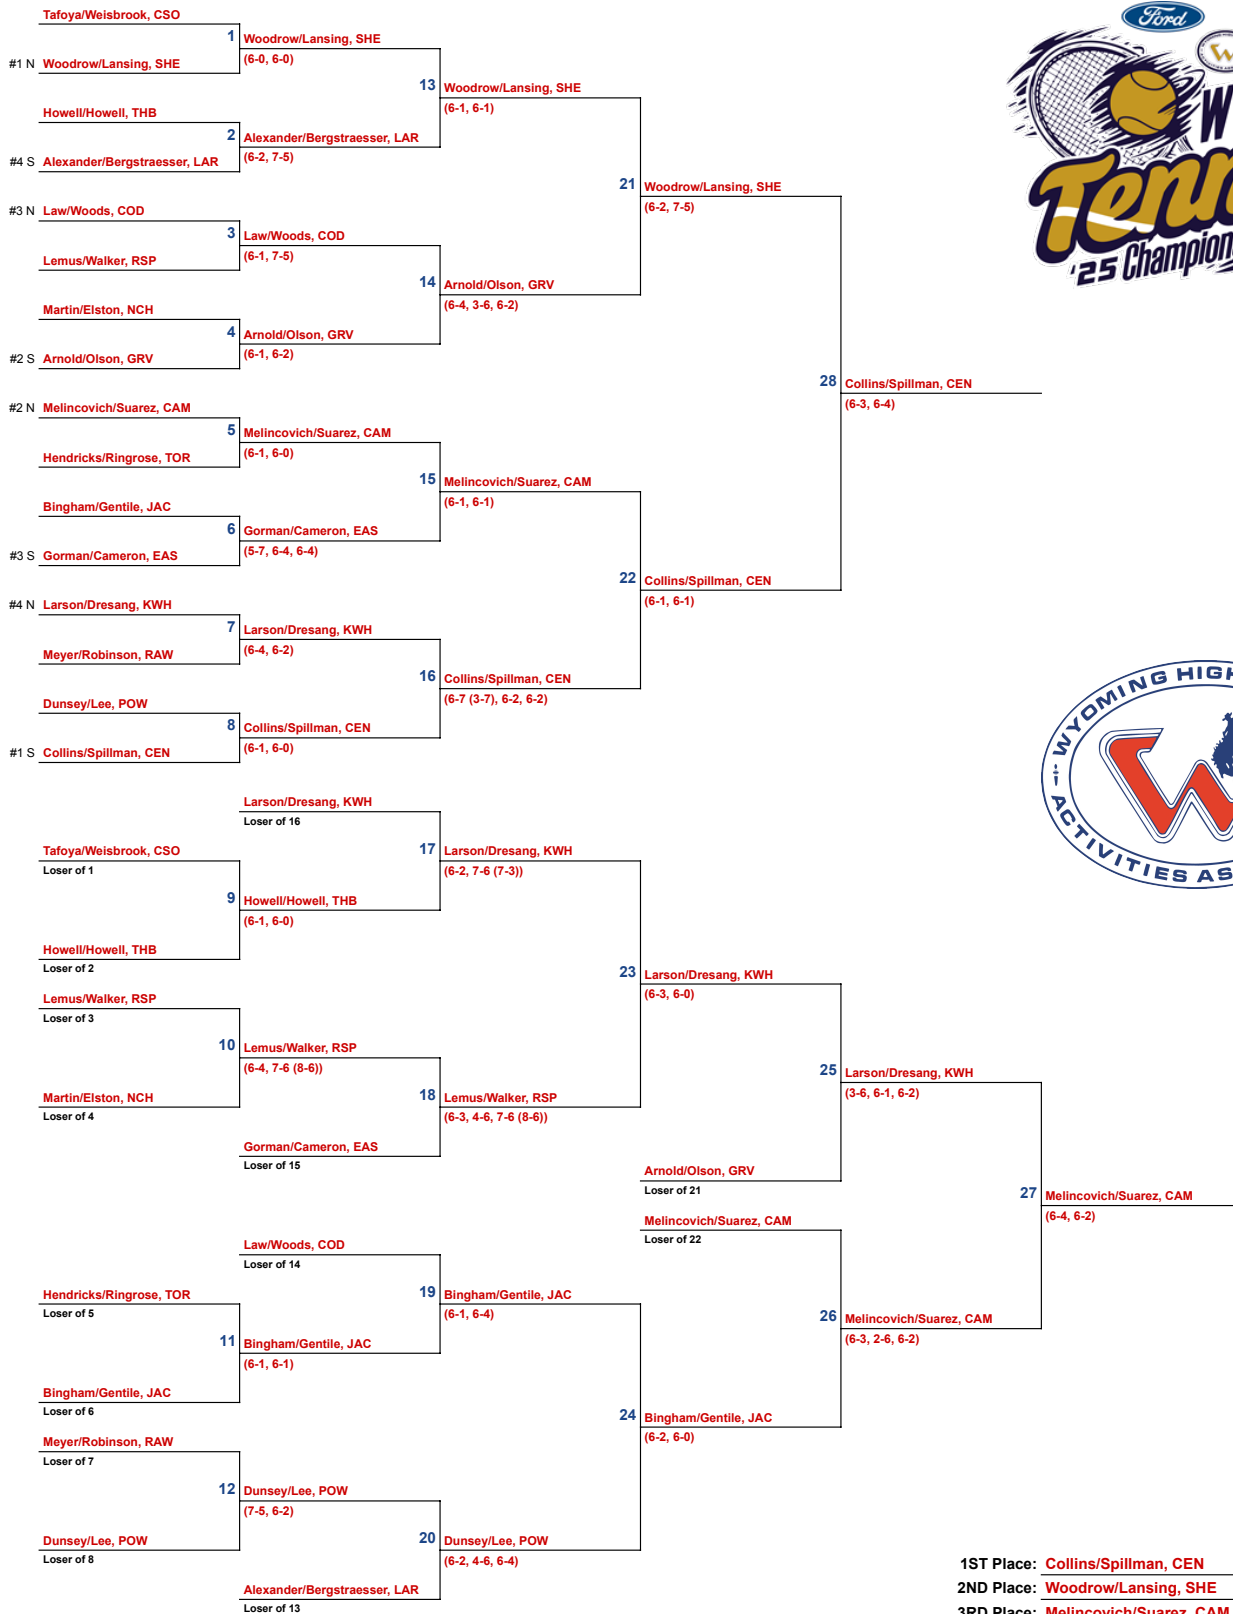 Ford
Tafoya/Weisbrook, CSO
1 Woodrow/Lansing, SHE
#1 N Woodrow/Lansing, SHE
(6-0, 6-0)
13 Woodrow/Lansing, SHE
(6-1, 6-1)
Howell/Howell, THB
2 Alexander/Bergstraesser, LAR
#4 S Alexander/Bergstraesser, LAR
(6-2, 7-5)
21 Woodrow/Lansing, SHE
(6-2, 7-5)
#3 N Law/Woods, COD
3 Law/Woods, COD
(6-1, 7-5)
Lemus/Walker, RSP
14 Arnold/Olson, GRV
(6-4, 3-6, 6-2)
Martin/Elston, NCH
4 Arnold/Olson, GRV
(6-1, 6-2)
#2 S Arnold/Olson, GRV
28 Collins/Spillman, CEN
(6-3, 6-4)
#2 N Melincovich/Suarez, CAM
5 Melincovich/Suarez, CAM
(6-1, 6-0)
Hendricks/Ringrose, TOR
15 Melincovich/Suarez, CAM
(6-1, 6-1)
Bingham/Gentile, JAC
6 Gorman/Cameron, EAS
(5-7, 6-4, 6-4)
#3 S Gorman/Cameron, EAS
22 Collins/Spillman, CEN
(6-1, 6-1)
#4 N Larson/Dresang, KWH
7 Larson/Dresang, KWH
(6-4, 6-2)
Meyer/Robinson, RAW
16 Collins/Spillman, CEN
(6-7 (3-7), 6-2, 6-2)
Dunsey/Lee, POW
8 Collins/Spillman, CEN
(6-1, 6-0)
#1 S Collins/Spillman, CEN
'25
WYOMING HIGH
ACTIVITIES AS
Larson/Dresang, KWH
Loser of 16
17 Larson/Dresang, KWH
(6-2, 7-6 (7-3))
Tafoya/Weisbrook, CSO
Loser of 1
9 Howell/Howell, THB
(6-1, 6-0)
Howell/Howell, THB
Loser of 2
23 Larson/Dresang, KWH
(6-3, 6-0)
Lemus/Walker, RSP
Loser of 3
10 Lemus/Walker, RSP
(6-4, 7-6 (8-6))
Martin/Elston, NCH
Loser of 4
18 Lemus/Walker, RSP
(6-3, 4-6, 7-6 (8-6))
Gorman/Cameron, EAS
Loser of 15
25 Larson/Dresang, KWH
(3-6, 6-1, 6-2)
Arnold/Olson, GRV
Loser of 21
27 Melincovich/Suarez, CAM
(6-4, 6-2)
Melincovich/Suarez, CAM
Loser of 22
Law/Woods, COD
Loser of 14
19 Bingham/Gentile, JAC
(6-1, 6-4)
Hendricks/Ringrose, TOR
Loser of 5
11 Bingham/Gentile, JAC
(6-1, 6-1)
Bingham/Gentile, JAC
Loser of 6
26 Melincovich/Suarez, CAM
(6-3, 2-6, 6-2)
24 Bingham/Gentile, JAC
(6-2, 6-0)
Meyer/Robinson, RAW
Loser of 7
12 Dunsey/Lee, POW
(7-5, 6-2)
Dunsey/Lee, POW
Loser of 8
20 Dunsey/Lee, POW
(6-2, 4-6, 6-4)
Alexander/Bergstraesser, LAR
Loser of 13
1ST Place: Collins/Spillman, CEN
2ND Place: Woodrow/Lansing, SHE
3RD Place: Melincovich/Suarez, CAM